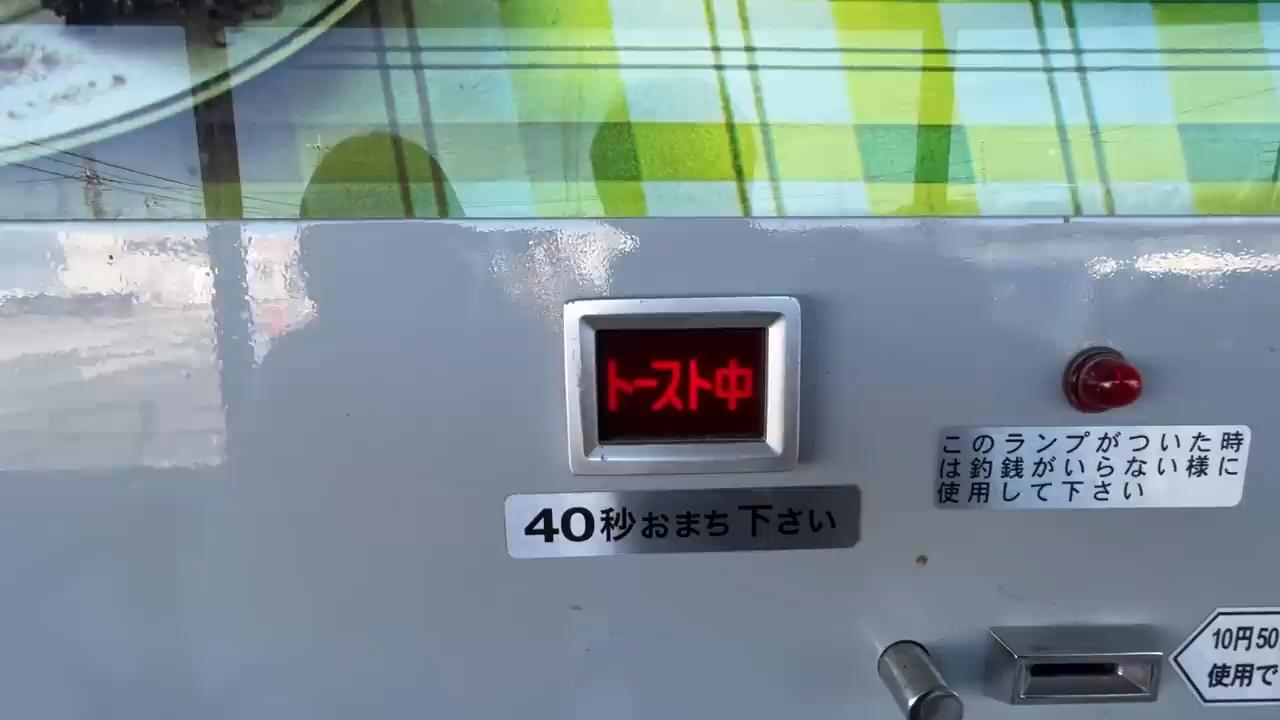 トースト中
40秒おまち下さい
このランプがついた時
は釣銭がいらない様に
使用して下さい
10円50
使用で